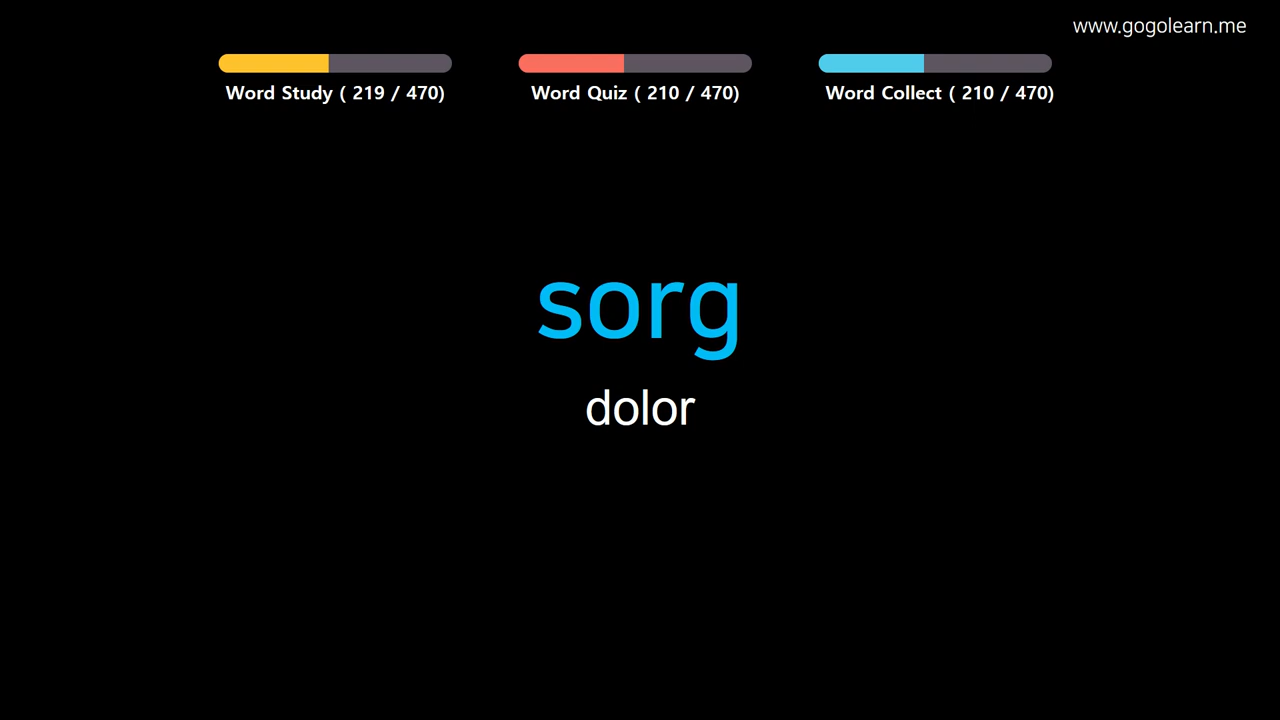 www.gogolearn.me
Word Study ( 219 / 470)
Word Quiz ( 210 / 470)
Word Collect ( 210 / 470)
sorg
dolor